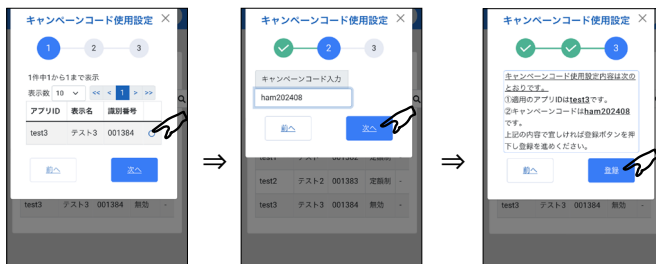 キャンペーンコード使用設定 ×
1 2 3
1件中1から1まで表示
表示数 10 << < 1 > >>
アプリID 表示名 識別番号
test3 テスト3 001384
前へ 次へ
test3 テスト3 001384 無効 -
⇒
キャンペーンコード使用設定 ×
2 3
キャンペーンコード入力
ham202408
前へ 次へ
test2 テスト2 001383 定額制 -
test3 テスト3 001384 無効 -
⇒
キャンペーンコード使用設定 ×
3
キャンペーンコード使用設定内容は次の
とおりです。
①適用のアプリIDはtest3です。
②キャンペーンコードはham202408
です。
上記の内容で宜しければ登録ボタンを押
下し登録を進めください。
前へ 登録
test3 テスト3 001384 無効 -